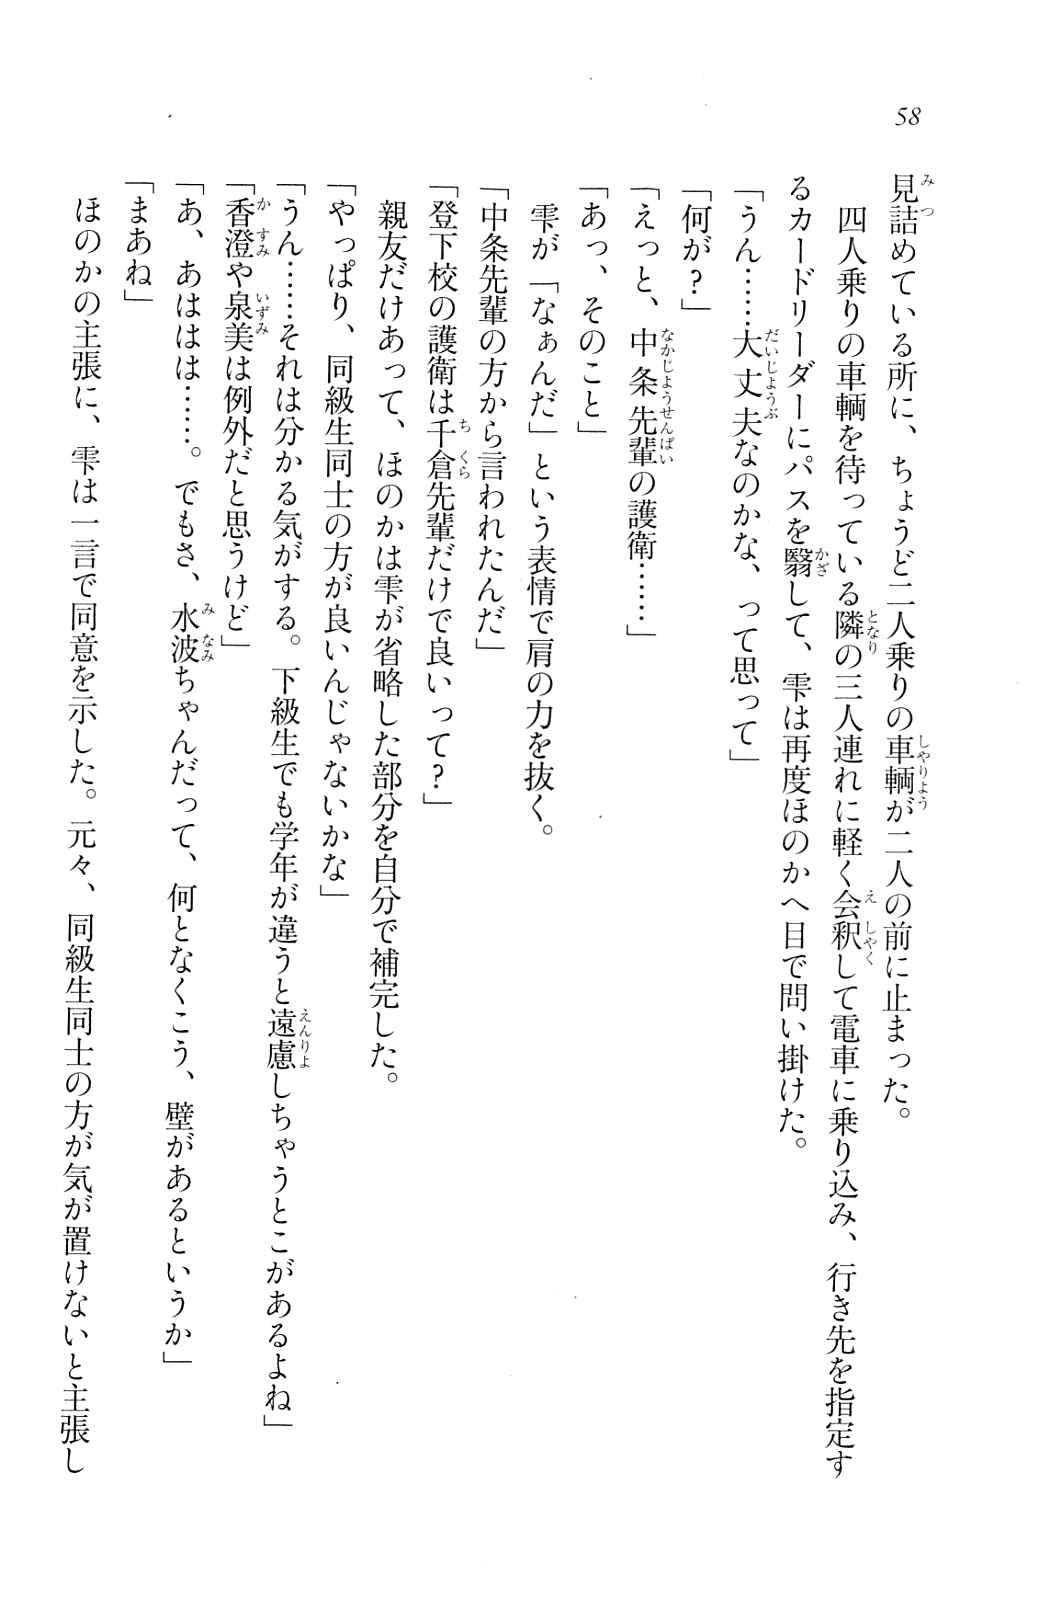 58
見詰めている所に、ちょうど二人乗りの車輛が二人の前に止まった。
四人乗りの車輛を待っている隣の三人連れに軽く会釈して電車に乗り込み、行き先を指定す
るカードリーダーにパスを翳して、雫は再度ほのかへ目で問い掛けた。
「うん……大丈夫なのかな、って思って」
「何が？」
「えっと、中条先輩の護衛……」
「あっ、そのこと」
雫が「なぁんだ」という表情で肩の力を抜く。
「中条先輩の方から言われたんだ」
「登下校の護衛は千倉先輩だけで良いって？」
親友だけあって、ほのかは雫が省略した部分を自分で補完した。
「やっぱり、同級生同士の方が良いんじゃないかな」
「うん……それは分かる気がする。下級生でも学年が違うと遠慮しちゃうとこがあるよね」
「香澄や泉美は例外だと思うけど」
「あ、あははは……。でもさ、水波ちゃんだって、何となくこう、壁があるというか」
「まあね」
ほのかの主張に、雫は一言で同意を示した。元々、同級生同士の方が気が置けないと主張し